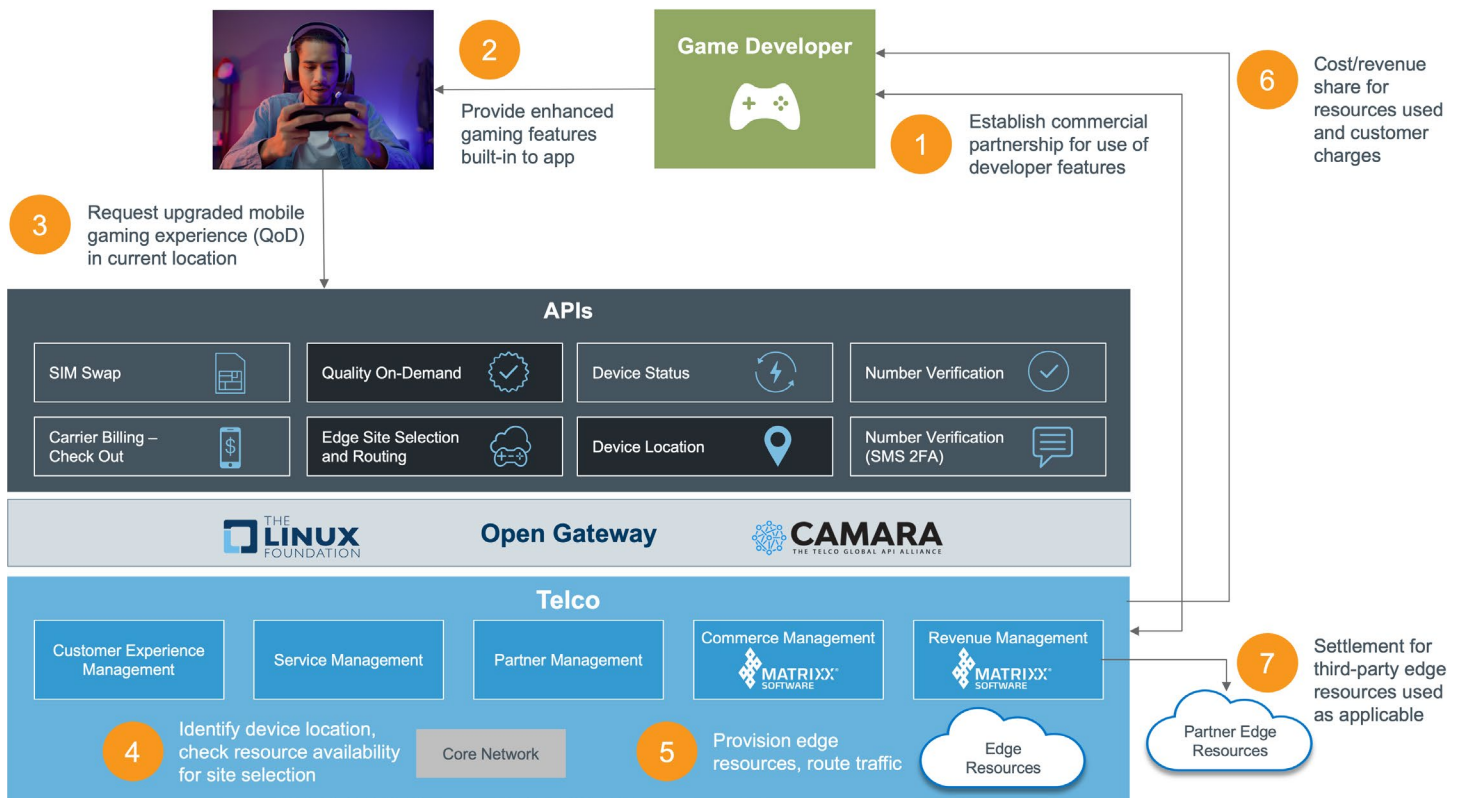 2
Provide enhanced
gaming features
built-in to app
Game Developer
1
Establish commercial
partnership for use of
developer features
6
Cost/revenue
share for
resources used
and customer
charges
3
Request upgraded mobile
gaming experience (QoD)
in current location
APIs
SIM Swap
Quality On-Demand
Device Status
Number Verification
Carrier Billing –
Check Out
$
Edge Site Selection
and Routing
Device Location
Number Verification
(SMS 2FA)
THE
LINUX
FOUNDATION
Open Gateway
CAMARA
THE TELCO GLOBAL API ALLIANCE
Telco
Customer Experience
Management
Service Management
Partner Management
Commerce Management
MATRIXX®
SOFTWARE
Revenue Management
MATRIXX®
SOFTWARE
7
Settlement for
third-party edge
resources used
as applicable
4
Identify device location,
check resource availability
for site selection
Core Network
5
Provision edge
resources, route traffic
Edge
Resources
Partner Edge
Resources